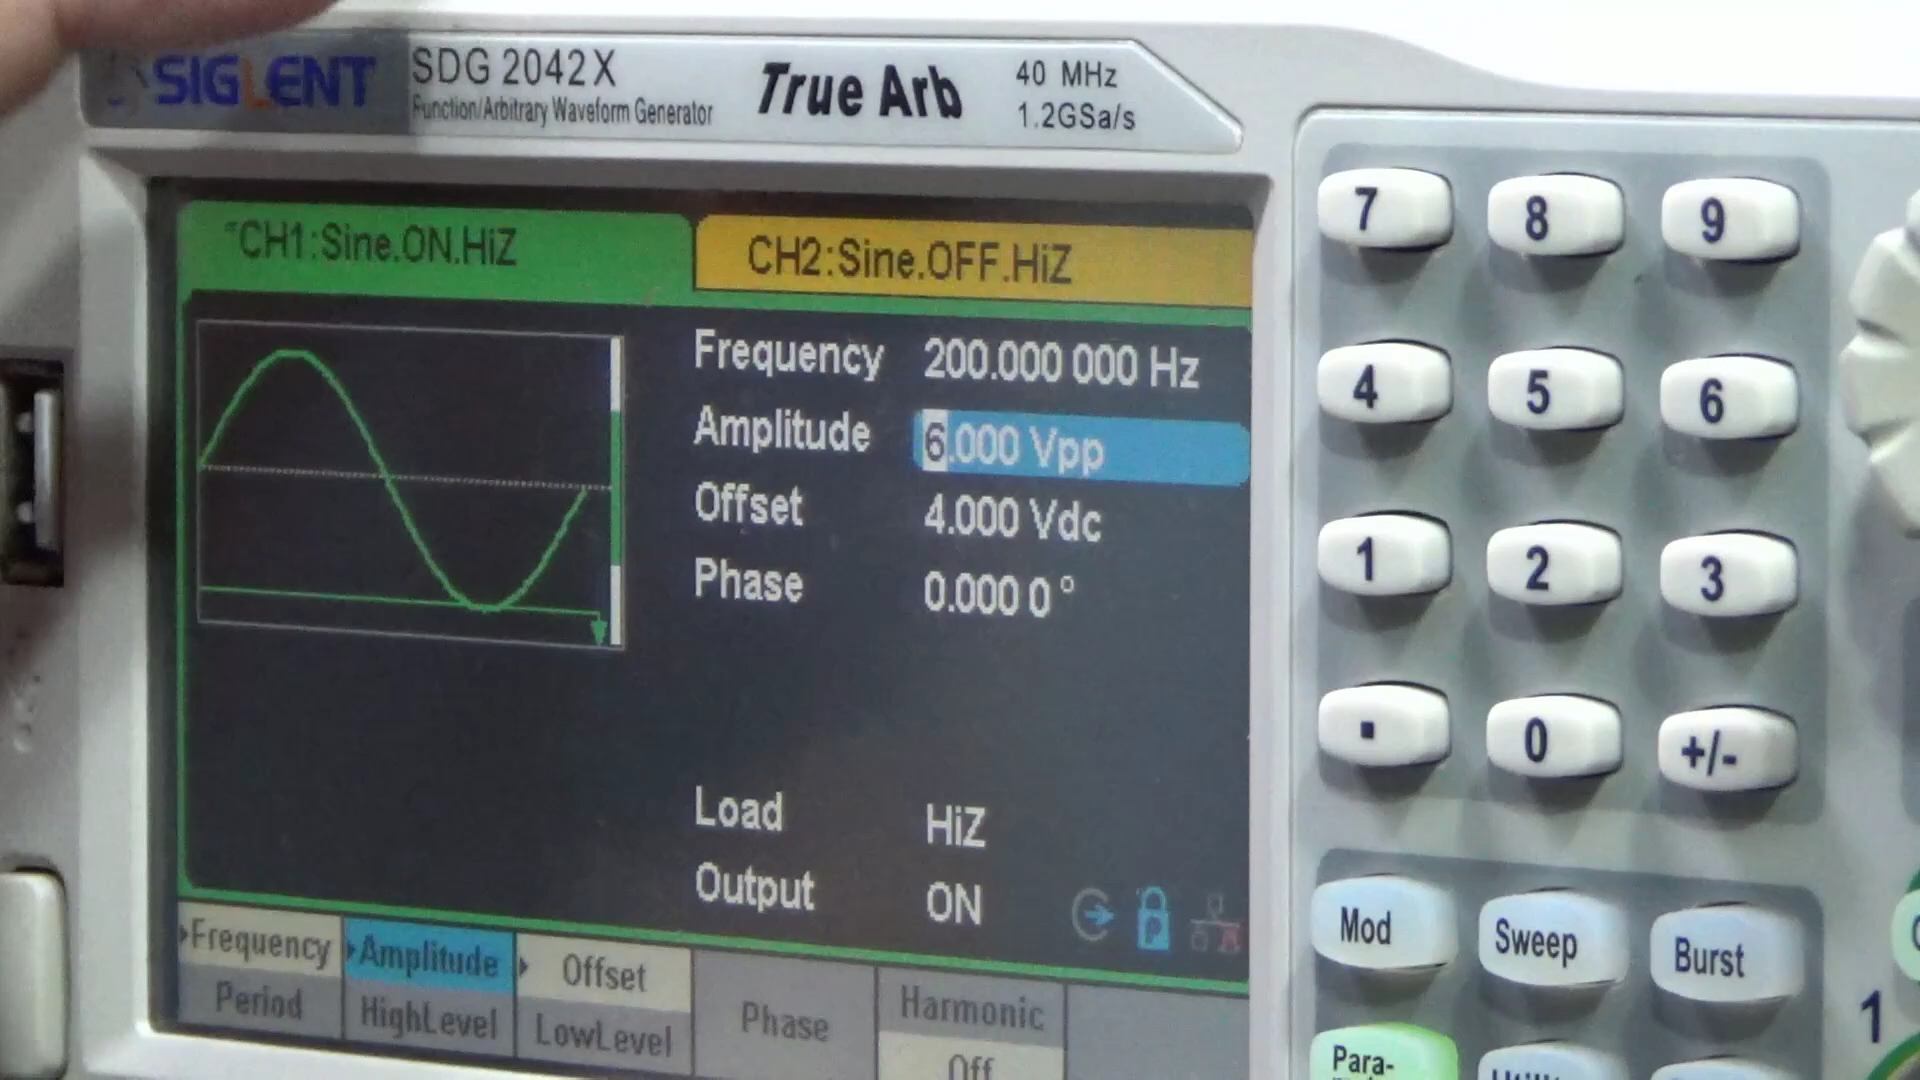 SIGLENT SDG 2042X
Function/Arbitrary Waveform Generator
True Arb
40 MHz
1.2GSa/s
CH1:Sine.ON.HiZ
CH2:Sine.OFF.HiZ
Frequency 200.000 000 Hz
Amplitude 6.000 Vpp
Offset 4.000 Vdc
Phase 0.000 0 °
Load HiZ
Output ON
P
Frequency
Period
Amplitude
HighLevel
Offset
LowLevel
Phase
Harmonic
Off
7 8 9
4 5 6
1 2 3
. 0 +/-
Mod Sweep Burst
Para-
1